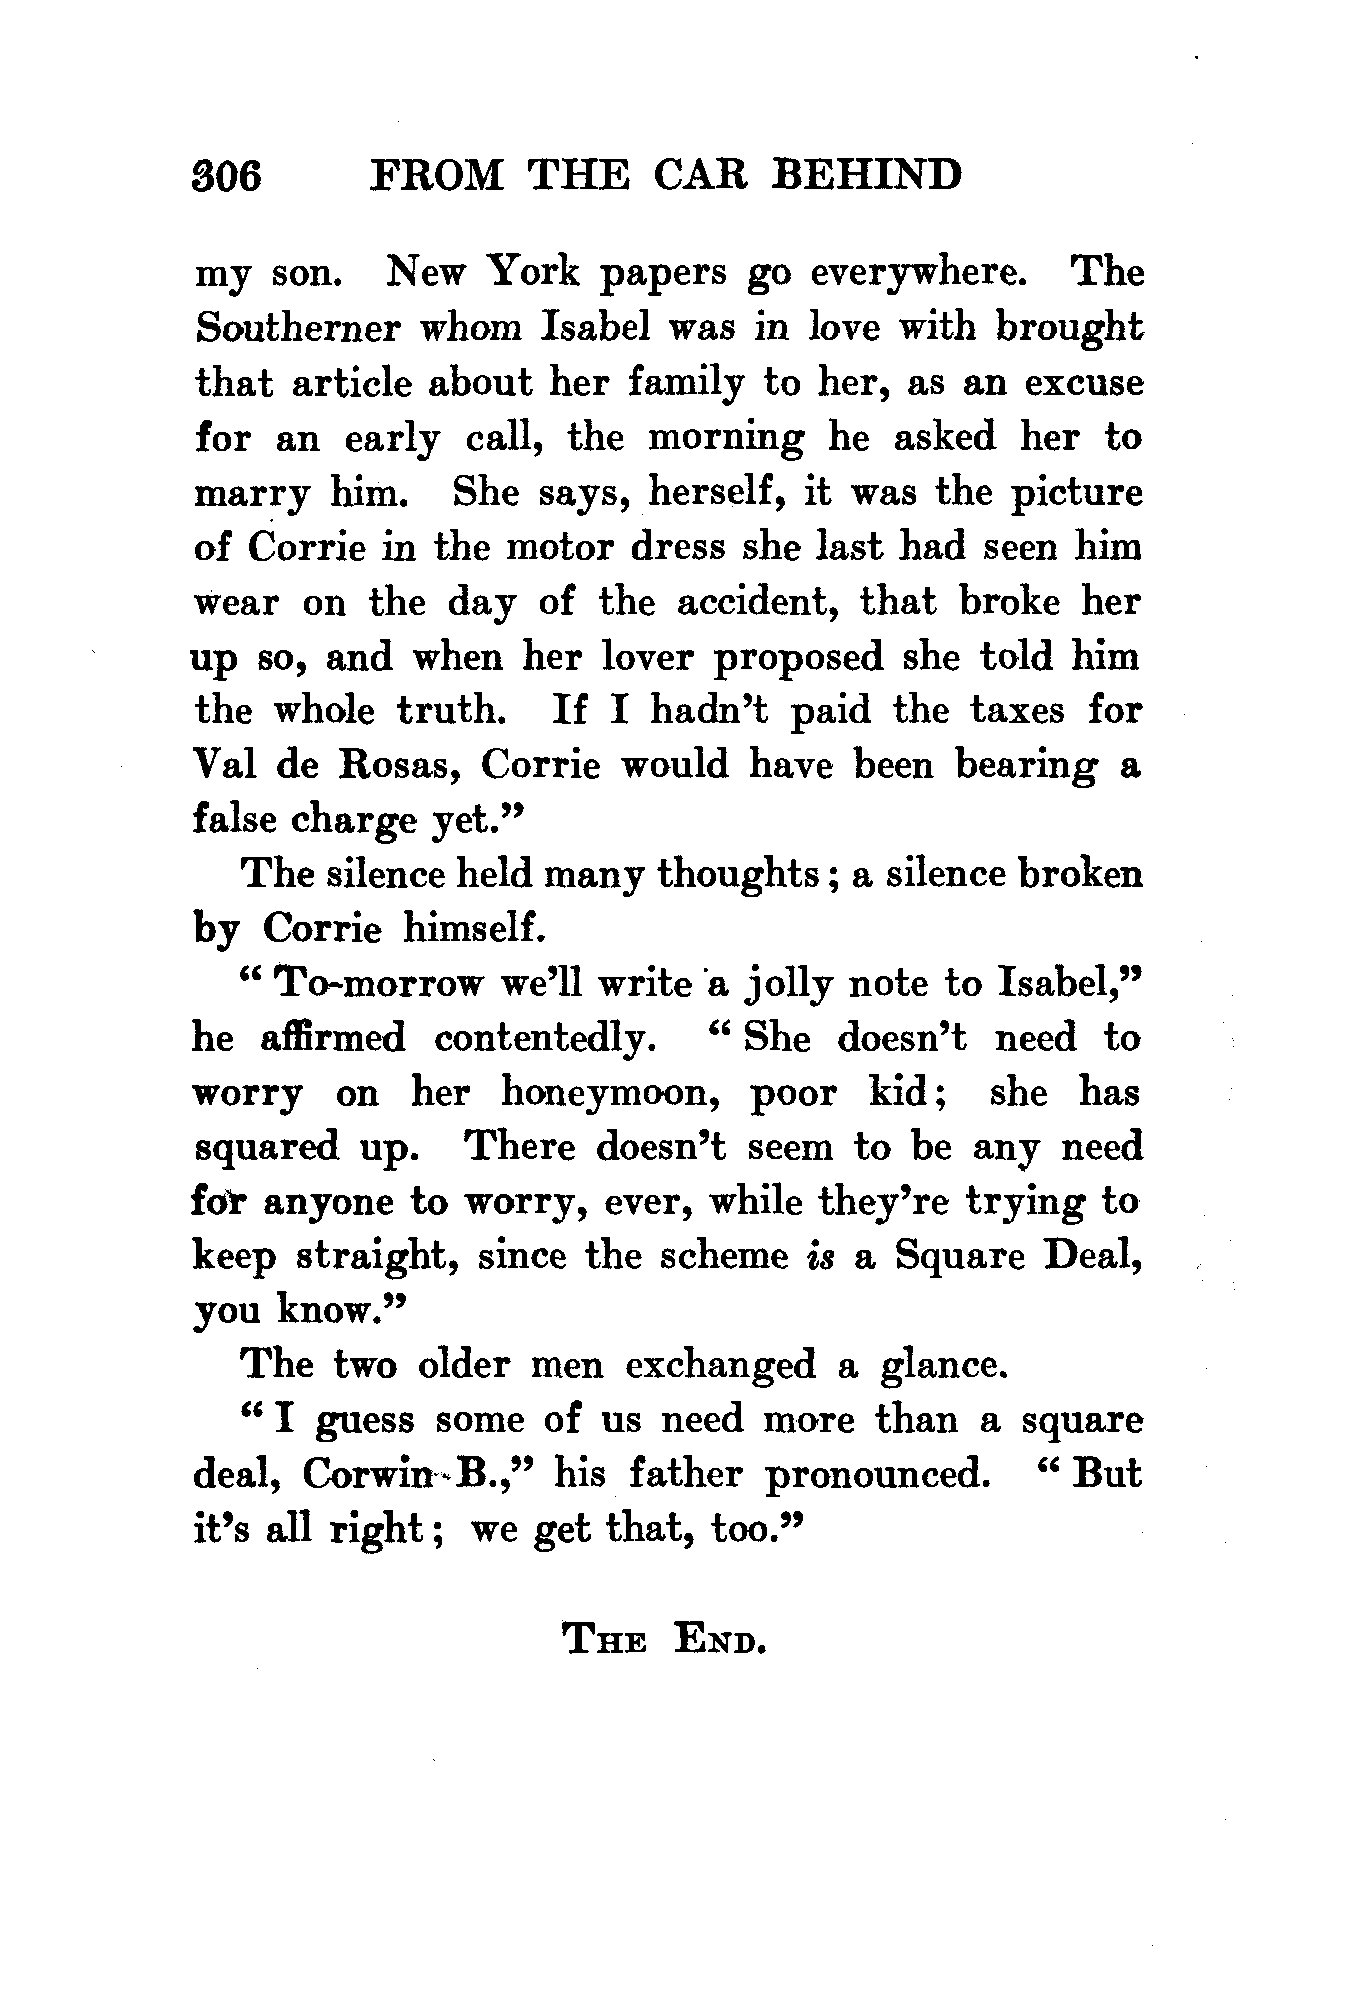 306 FROM THE CAR BEHIND
my son. New York papers go everywhere. The
Southerner whom Isabel was in love with brought
that article about her family to her, as an excuse
for an early call, the morning he asked her to
marry him. She says, herself, it was the picture
of Corrie in the motor dress she last had seen him
wear on the day of the accident, that broke her
up so, and when her lover proposed she told him
the whole truth. If I hadn't paid the taxes for
Val de Rosas, Corrie would have been bearing a
false charge yet."
The silence held many thoughts; a silence broken
by Corrie himself.
"To-morrow we'll write a jolly note to Isabel,"
he affirmed contentedly. "She doesn't need to
worry on her honeymoon, poor kid; she has
squared up. There doesn't seem to be any need
for anyone to worry, ever, while they're trying to
keep straight, since the scheme is a Square Deal,
you know."
The two older men exchanged a glance.
"I guess some of us need more than a square
deal, Corwin B.," his father pronounced. "But
it's all right; we get that, too."
THE END.